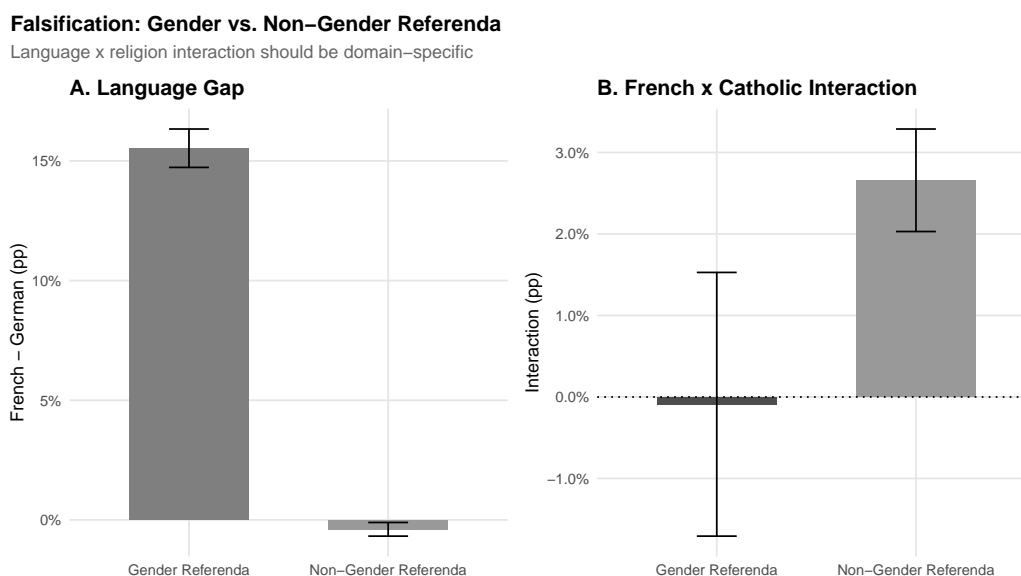 Falsification: Gender vs. Non−Gender Referenda
Language x religion interaction should be domain−specific
A. Language Gap
French − German (pp)
15%
10%
5%
0%
Gender Referenda
Non−Gender Referenda
B. French x Catholic Interaction
Interaction (pp)
3.0%
2.0%
1.0%
0.0%
−1.0%
Gender Referenda
Non−Gender Referenda